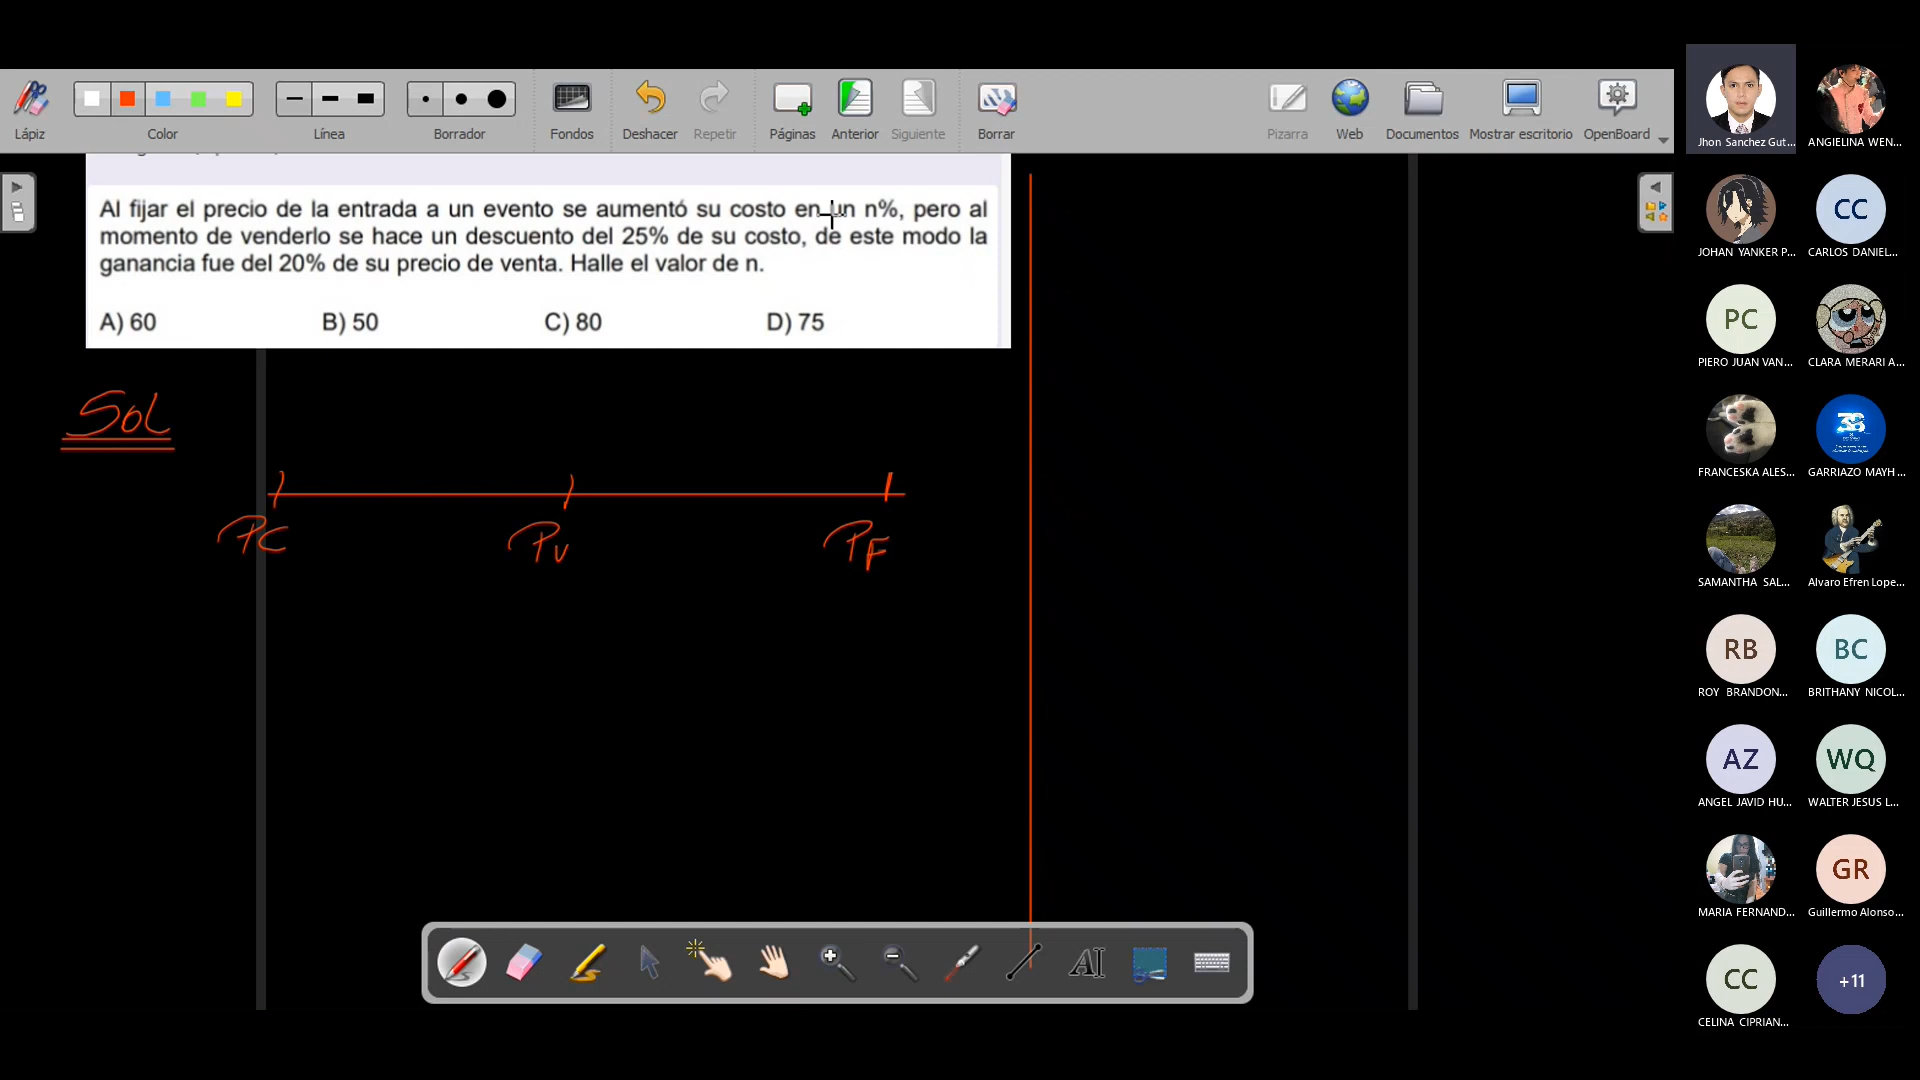 Lápiz
Color
Línea
Borrador
Fondos
Deshacer
Repetir
Páginas
Anterior
Siguiente
Borrar
Pizarra
Web
Documentos
Mostrar escritorio
OpenBoard
Al fijar el precio de la entrada a un evento se aumentó su costo en un n%, pero al
momento de venderlo se hace un descuento del 25% de su costo, de este modo la
ganancia fue del 20% de su precio de venta. Halle el valor de n.
A) 60 B) 50 C) 80 D) 75
Sol
Pc Pv PF
AI
Jhon Sanchez Gut... ANGIELINA WEN...
CC
JOHAN YANKER P... CARLOS DANIEL...
PC
PIERO JUAN VAN... CLARA MERARI A...
38
FRANCESKA ALES... GARRIAZO MAYH...
SAMANTHA SAL... Alvaro Efren Lope...
RB BC
ROY BRANDON... BRITHANY NICOL...
AZ WQ
ANGEL JAVID HU... WALTER JESUS L...
GR
MARIA FERNAND... Guillermo Alonso...
CC +11
CELINA CIPRIAN...